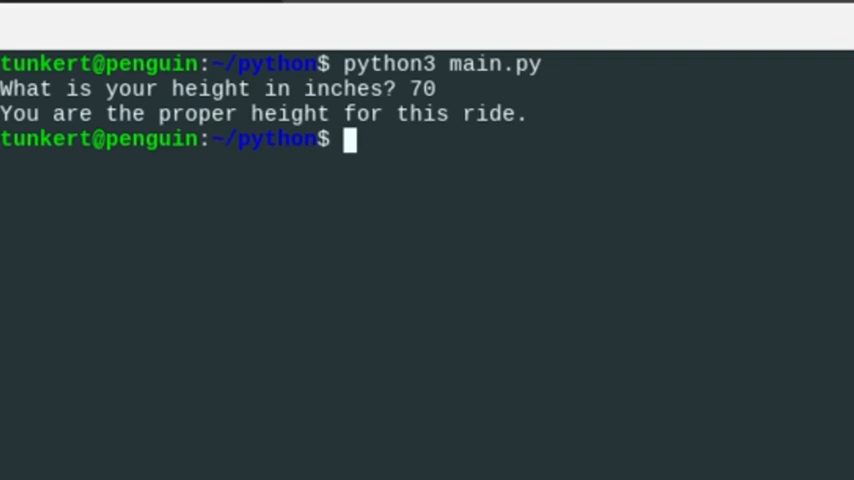 tunkert@penguin:~/python$ python3 main.py
What is your height in inches? 70
You are the proper height for this ride.
tunkert@penguin:~/python$